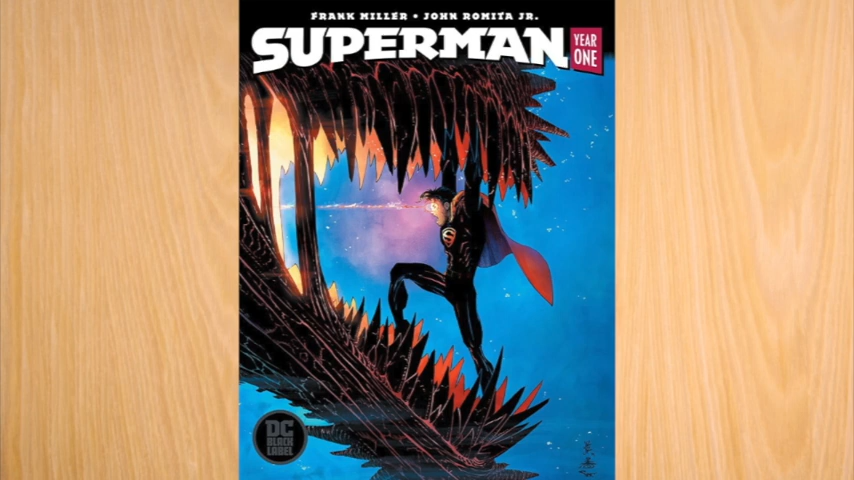 FRANK MILLER • JOHN ROMITA JR.
SUPERMAN
YEAR
ONE
DC
BLACK
LABEL